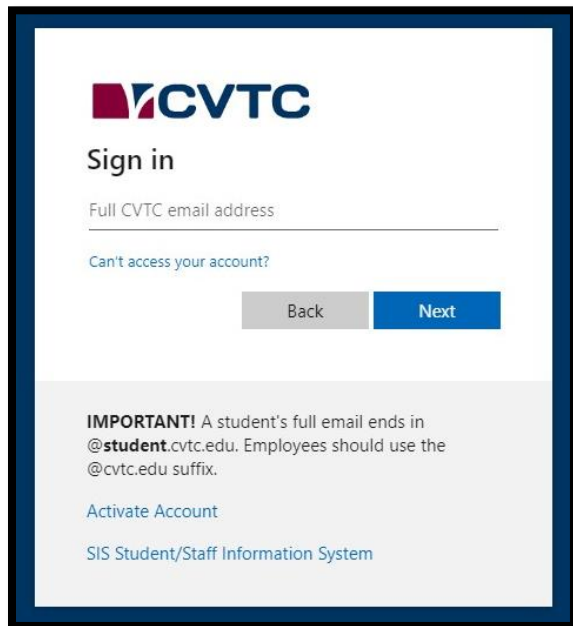 CVTC
Sign in
Full CVTC email address
Can't access your account?
Back Next
IMPORTANT! A student's full email ends in
@student.cvtc.edu. Employees should use the
@cvtc.edu suffix.
Activate Account
SIS Student/Staff Information System